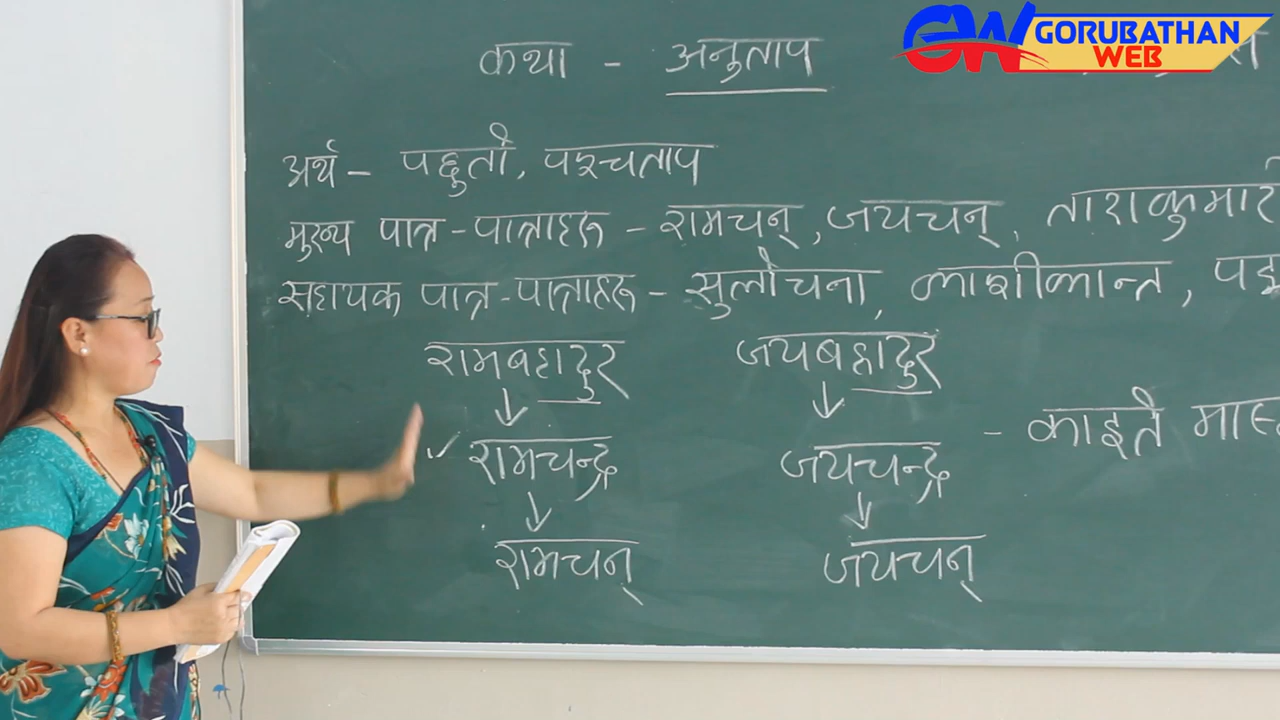 कथा - अनुताप
GW GORUBATHAN
WEB
अर्थ - पछुतो, पश्चताप
मुख्य पात्र - पात्राहरू - रामचन्, जयचन्, ताराकुमारी
सहायक पात्र - पात्राहरू - सुलोचना, काशीकान्त,
रामबहादुर जयबहादुर
↓ ↓
✓ रामचन्द्र जयचन्द्र - काइते
↓ ↓
रामचन् जयचन्